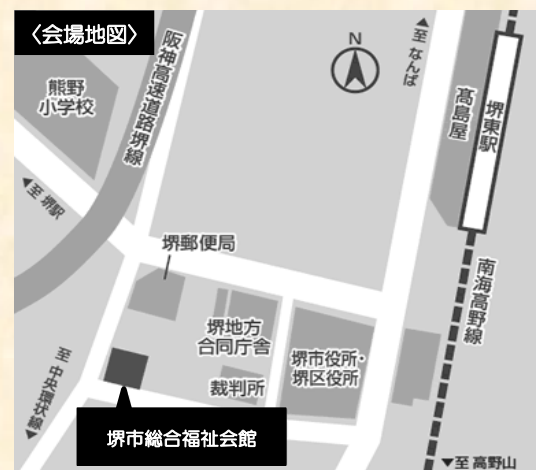 〈会場地図〉
阪神高速道路堺線
N
▲至 なんば
熊野
小学校
髙島屋
堺東駅
◀至 堺駅
堺郵便局
南海高野線
堺地方
合同庁舎
堺市役所・
堺区役所
裁判所
至 中央環状線▼
堺市総合福祉会館
▼至 高野山